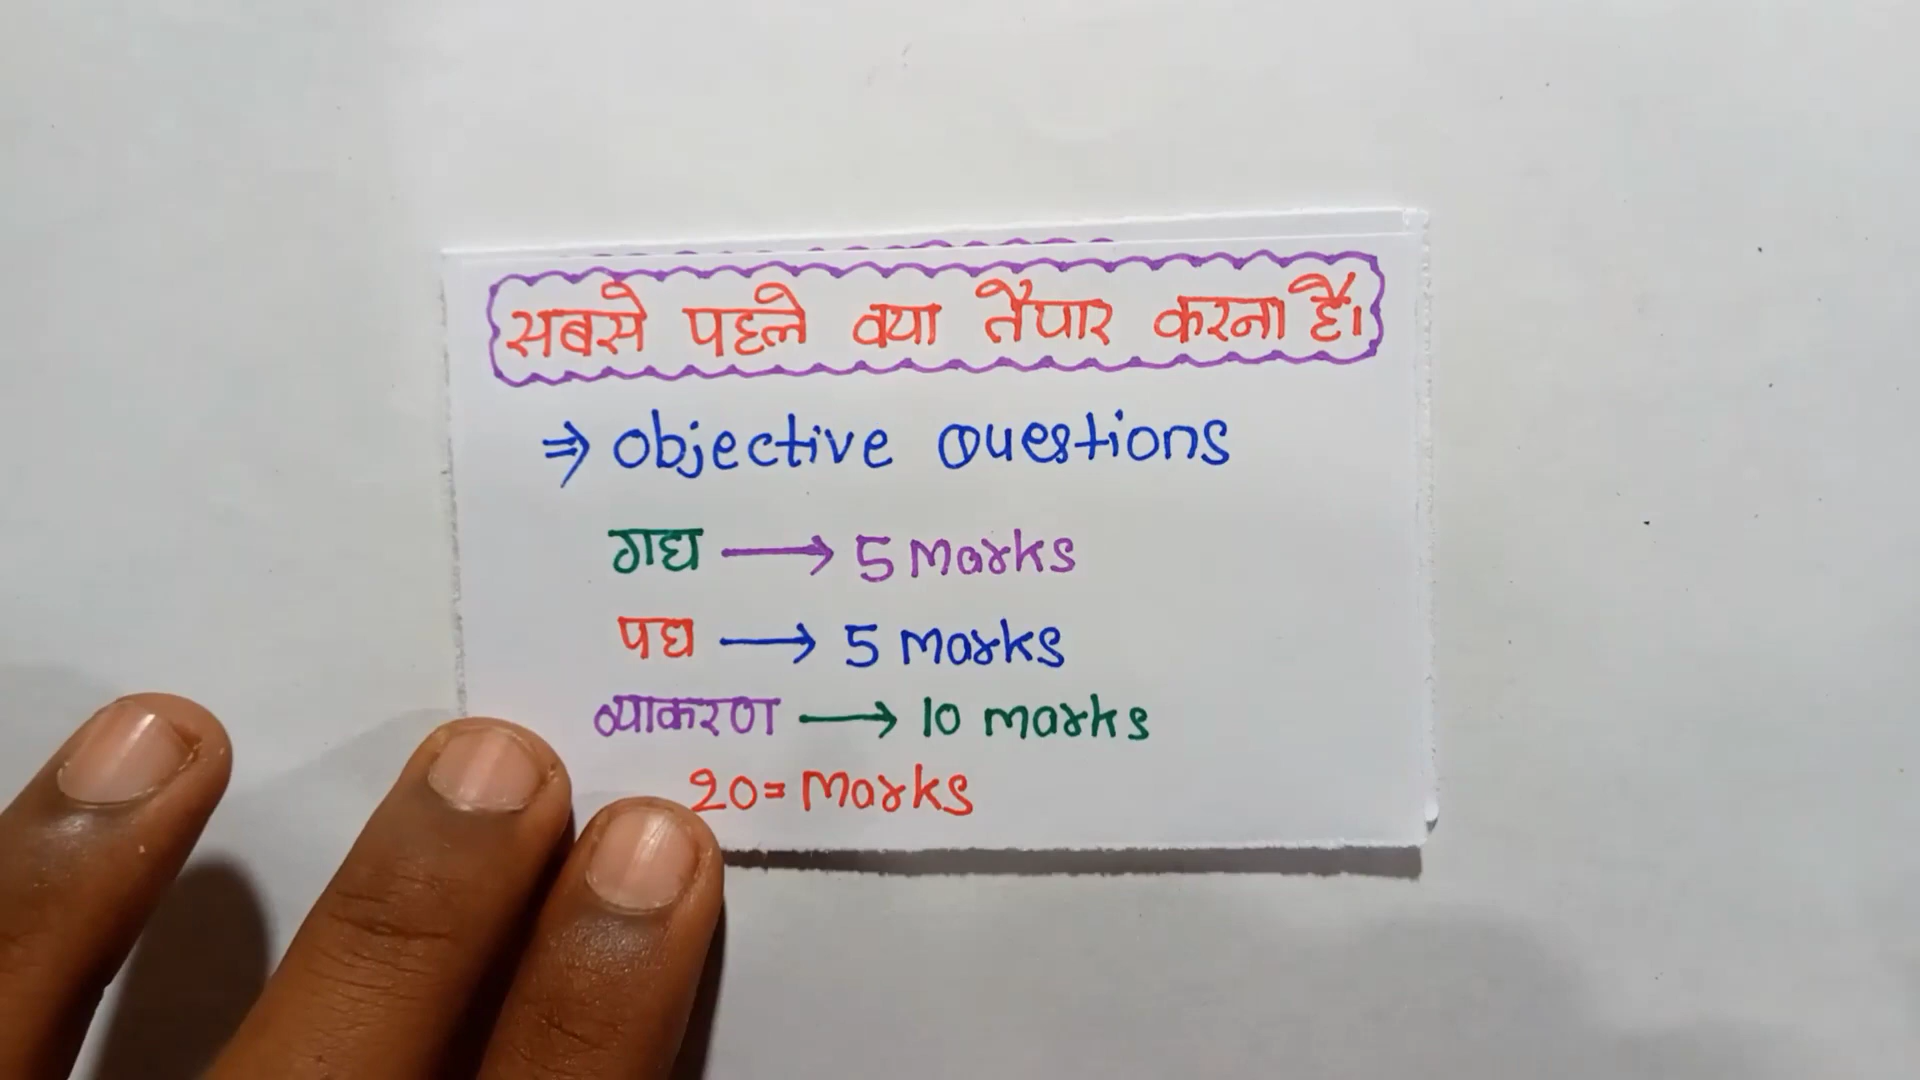 सबसे पहले क्या तैयार करना है।
⇒ objective Questions
गद्य → 5 Marks
पद्य → 5 Marks
व्याकरण → 10 marks
20 = Marks